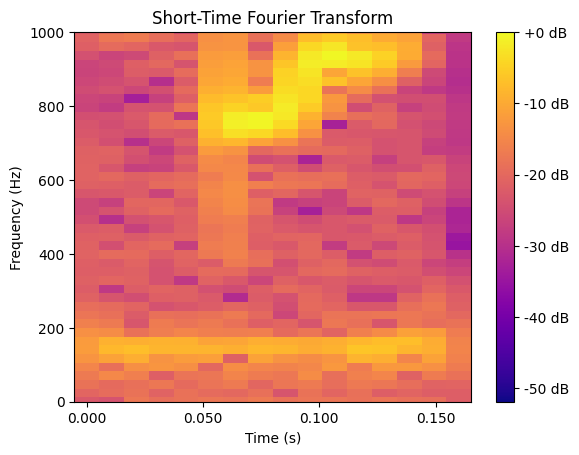 Short-Time Fourier Transform
Frequency (Hz)
1000
800
600
400
200
0
0.000
0.050
0.100
0.150
Time (s)
+0 dB
-10 dB
-20 dB
-30 dB
-40 dB
-50 dB